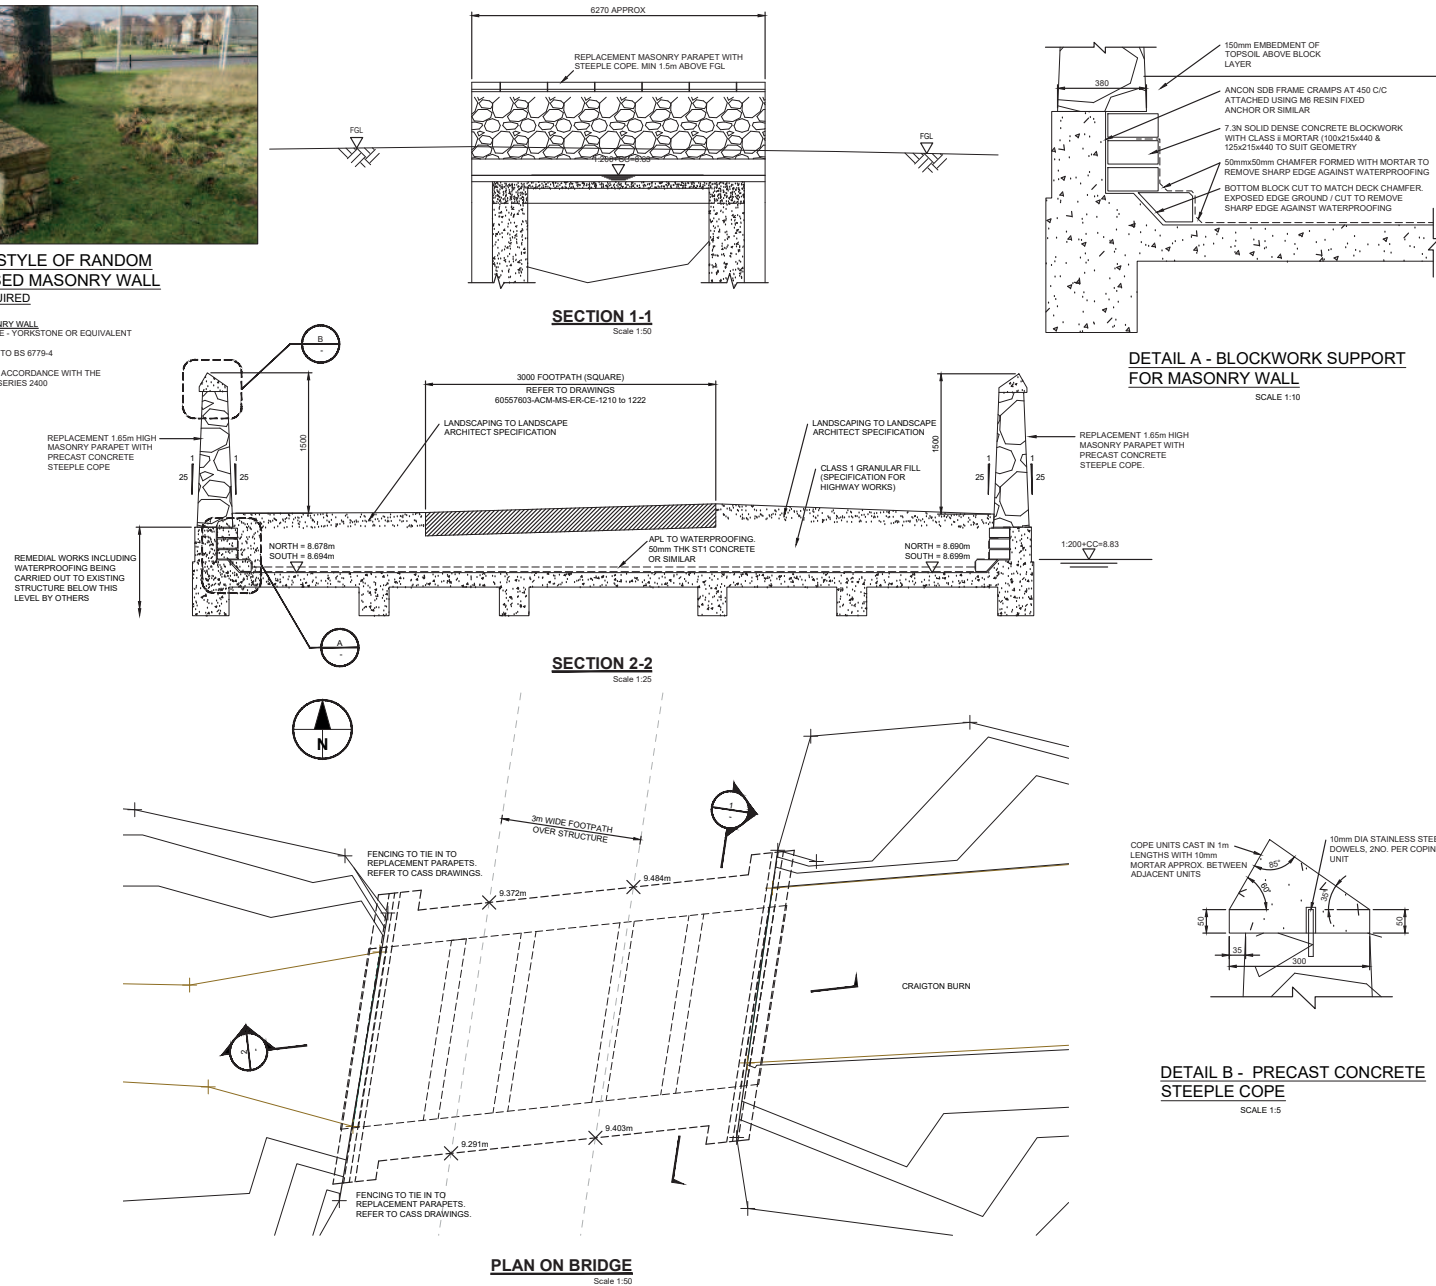 STYLE OF RANDOM
BED MASONRY WALL
UIRED
NRY WALL
E - YORKSTONE OR EQUIVALENT
TO BS 6779-4
ACCORDANCE WITH THE
SERIES 2400
6270 APPROX
REPLACEMENT MASONRY PARAPET WITH
STEEPLE COPE. MIN 1.5m ABOVE FGL
FGL
FGL
1:200+CC=8.83
SECTION 1-1
Scale 1:50
380
150mm EMBEDMENT OF
TOPSOIL ABOVE BLOCK
LAYER
ANCON SDB FRAME CRAMPS AT 450 C/C
ATTACHED USING M6 RESIN FIXED
ANCHOR OR SIMILAR
7.3N SOLID DENSE CONCRETE BLOCKWORK
WITH CLASS ii MORTAR (100x215x440 &
125x215x440 TO SUIT GEOMETRY
50mmx50mm CHAMFER FORMED WITH MORTAR TO
REMOVE SHARP EDGE AGAINST WATERPROOFING
BOTTOM BLOCK CUT TO MATCH DECK CHAMFER.
EXPOSED EDGE GROUND / CUT TO REMOVE
SHARP EDGE AGAINST WATERPROOFING
DETAIL A - BLOCKWORK SUPPORT
FOR MASONRY WALL
SCALE 1:10
B
-
3000 FOOTPATH (SQUARE)
REFER TO DRAWINGS
60557603-ACM-MS-ER-CE-1210 to 1222
REPLACEMENT 1.65m HIGH
MASONRY PARAPET WITH
PRECAST CONCRETE
STEEPLE COPE
1
25
1
25
1500
LANDSCAPING TO LANDSCAPE
ARCHITECT SPECIFICATION
LANDSCAPING TO LANDSCAPE
ARCHITECT SPECIFICATION
CLASS 1 GRANULAR FILL
(SPECIFICATION FOR
HIGHWAY WORKS)
1500
1
25
1
25
REPLACEMENT 1.65m HIGH
MASONRY PARAPET WITH
PRECAST CONCRETE
STEEPLE COPE.
REMEDIAL WORKS INCLUDING
WATERPROOFING BEING
CARRIED OUT TO EXISTING
STRUCTURE BELOW THIS
LEVEL BY OTHERS
NORTH = 8.678m
SOUTH = 8.694m
APL TO WATERPROOFING.
50mm THK ST1 CONCRETE
OR SIMILAR
NORTH = 8.690m
SOUTH = 8.699m
1:200+CC=8.83
A
-
SECTION 2-2
Scale 1:25
N
3m WIDE FOOTPATH
OVER STRUCTURE
1
-
FENCING TO TIE IN TO
REPLACEMENT PARAPETS.
REFER TO CASS DRAWINGS.
9.372m
9.484m
CRAIGTON BURN
2
-
9.291m
9.403m
FENCING TO TIE IN TO
REPLACEMENT PARAPETS.
REFER TO CASS DRAWINGS.
PLAN ON BRIDGE
Scale 1:50
COPE UNITS CAST IN 1m
LENGTHS WITH 10mm
MORTAR APPROX. BETWEEN
ADJACENT UNITS
10mm DIA STAINLESS STEE
DOWELS, 2NO. PER COPIN
UNIT
85°
60°
35°
50
50
35
300
DETAIL B - PRECAST CONCRETE
STEEPLE COPE
SCALE 1:5